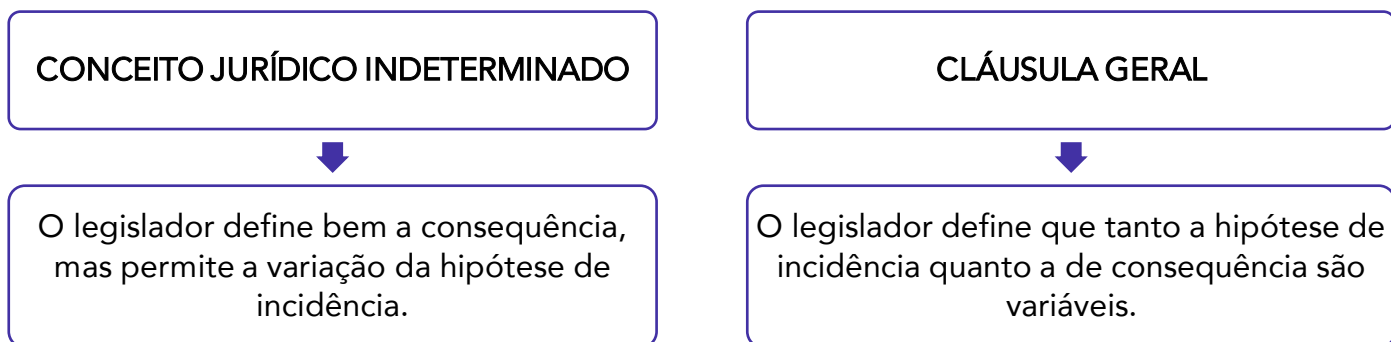 CONCEITO JURÍDICO INDETERMINADO
O legislador define bem a consequência,
mas permite a variação da hipótese de
incidência.
CLÁUSULA GERAL
O legislador define que tanto a hipótese de
incidência quanto a de consequência são
variáveis.